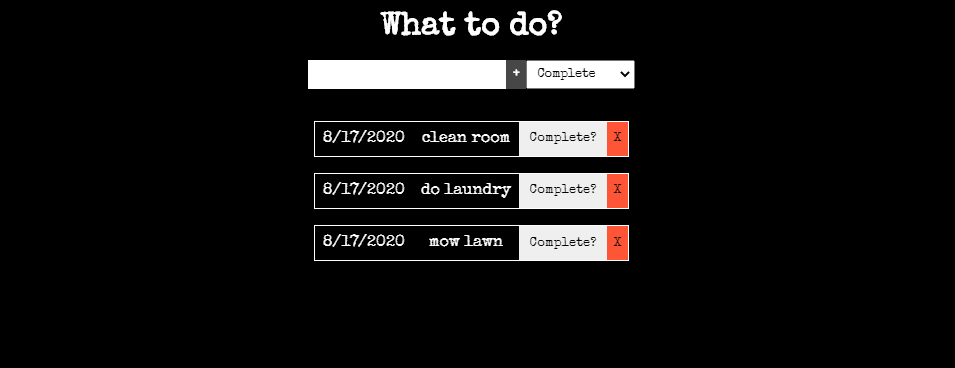 What to do?
+ Complete
8/17/2020 clean room Complete? X
8/17/2020 do laundry Complete? X
8/17/2020 mow lawn Complete? X